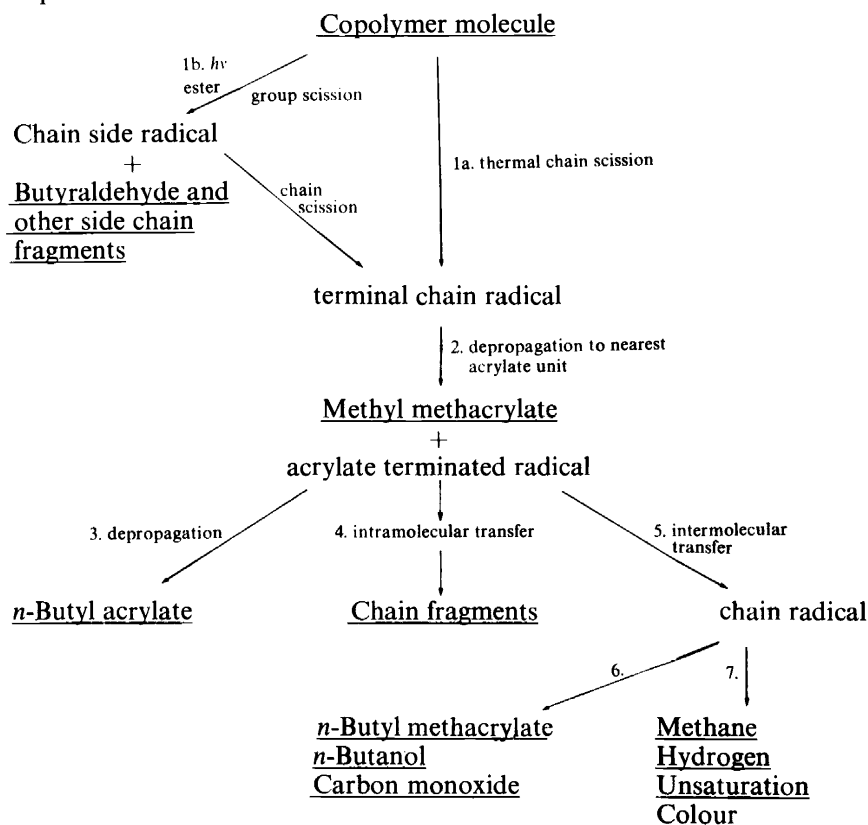 Copolymer molecule
1b. hν
ester
group scission
Chain side radical
+
Butyraldehyde and
other side chain
fragments
chain
scission
1a. thermal chain scission
terminal chain radical
2. depropagation to nearest
acrylate unit
Methyl methacrylate
+
acrylate terminated radical
3. depropagation
4. intramolecular transfer
5. intermolecular
transfer
n-Butyl acrylate
Chain fragments
chain radical
6.
7.
n-Butyl methacrylate
n-Butanol
Carbon monoxide
Methane
Hydrogen
Unsaturation
Colour